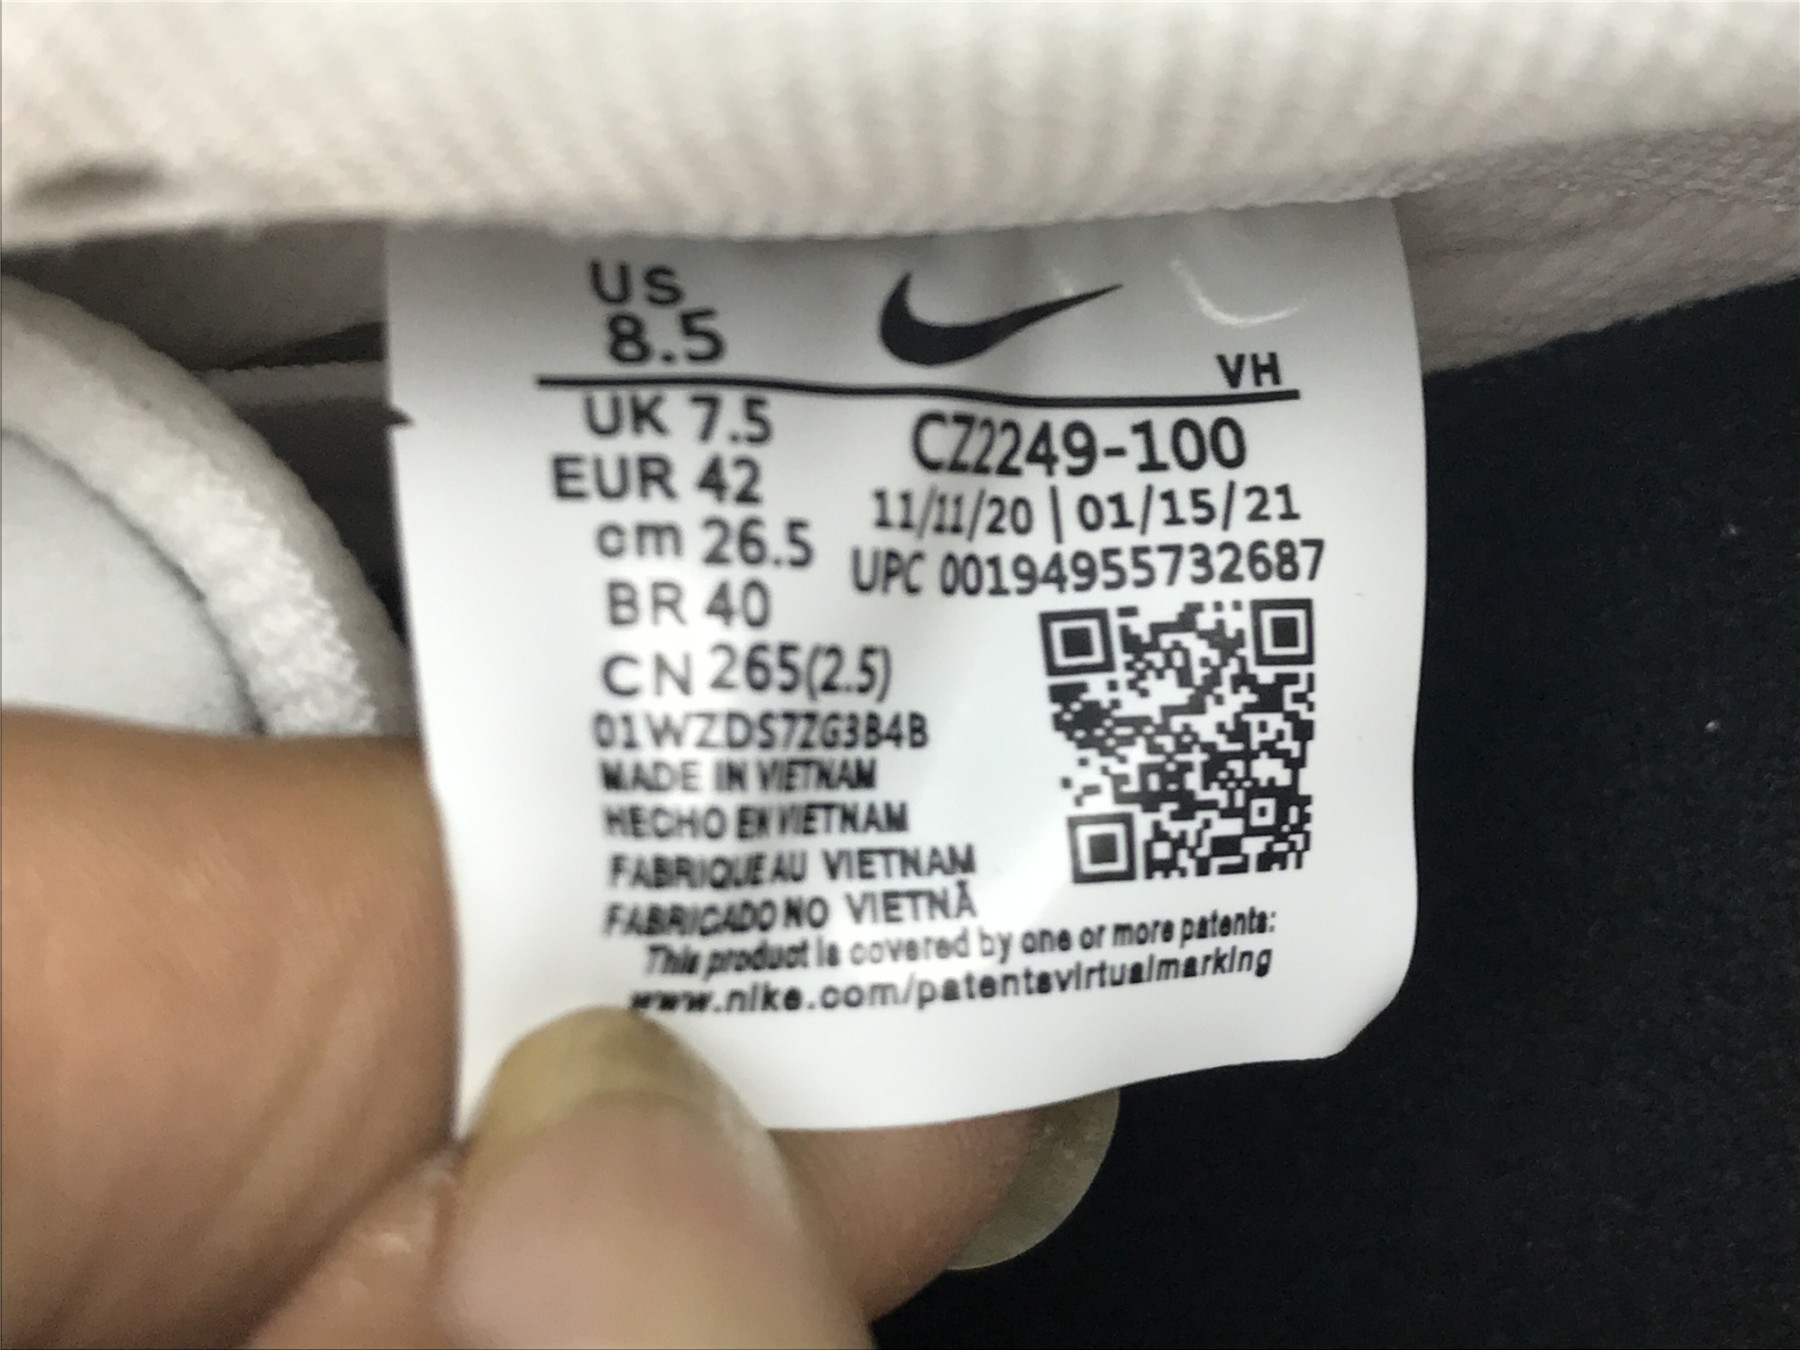 US
8.5
VH
UK 7.5
EUR 42
cm 26.5
BR 40
CN 265(2.5)
CZ2249-100
11/11/20 | 01/15/21
UPC 00194955732687
01WZDS7ZG3B4B
MADE IN VIETNAM
HECHO EN VIETNAM
FABRIQUE AU VIETNAM
FABRICADO NO VIETNÃ
This product is covered by one or more patents:
www.nike.com/patentsvirtualmarking